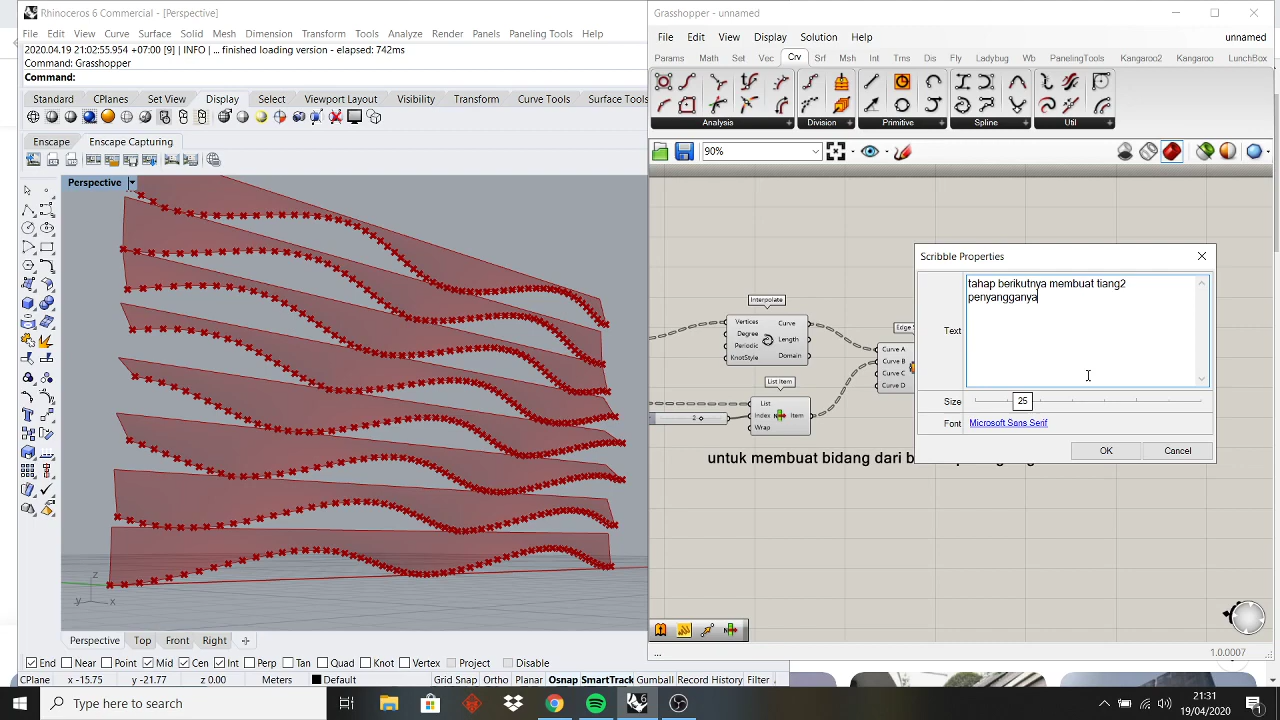 Rhinoceros 6 Commercial - [Perspective]
File Edit View Curve Surface Solid Mesh Dimension Transform Tools Analyze Render Panels Paneling Tools Help
2020.04.19 21:02:55.954 +07:00 [9] | INFO | ... finished loading version - elapsed: 742ms
Command: Grasshopper
Command:
Standard CPlanes Set View Display Select Viewport Layout Visibility Transform Curve Tools Surface Tools
Enscape Enscape Capturing
Perspective
z
y x
Perspective Top Front Right
End Near Point Mid Cen Int Perp Tan Quad Knot Vertex Project Disable
CPlane x -15.75 y -21.77 z 0.00 Meters Default Grid Snap Ortho Planar Osnap SmartTrack Gumball Record History Filter
Grasshopper - unnamed
File Edit View Display Solution Help unnamed
Params Math Set Vec Crv Srf Msh Int Trns Dis Fly Ladybug Wb PanelingTools Kangaroo2 Kangaroo LunchBox
Analysis Division Primitive Spline Util
90%
Interpolate
Vertices Curve
Degree Length
Periodic
KnotStyle Domain
List Item
List
Index Item
Wrap
2
Edge S
Curve A
Curve B
Curve C
Curve D
untuk membuat bidang dari b
Scribble Properties
Text
tahap berikutnya membuat tiang2
penyangganya
Size 25
Font Microsoft Sans Serif
OK Cancel
...
1.0.0007
Type here to search
21:31
19/04/2020